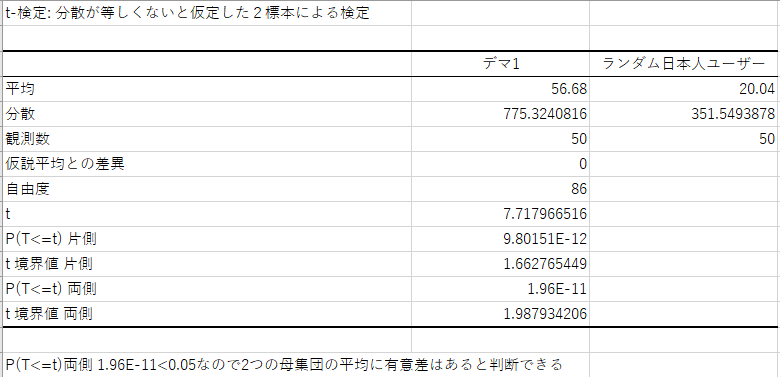 t-検定: 分散が等しくないと仮定した２標本による検定
デマ1 ランダム日本人ユーザー
平均 56.68 20.04
分散 775.3240816 351.5493878
観測数 50 50
仮説平均との差異 0
自由度 86
t 7.717966516
P(T<=t) 片側 9.80151E-12
t 境界値 片側 1.662765449
P(T<=t) 両側 1.96E-11
t 境界値 両側 1.987934206
P(T<=t)両側 1.96E-11<0.05なので2つの母集団の平均に有意差はあると判断できる